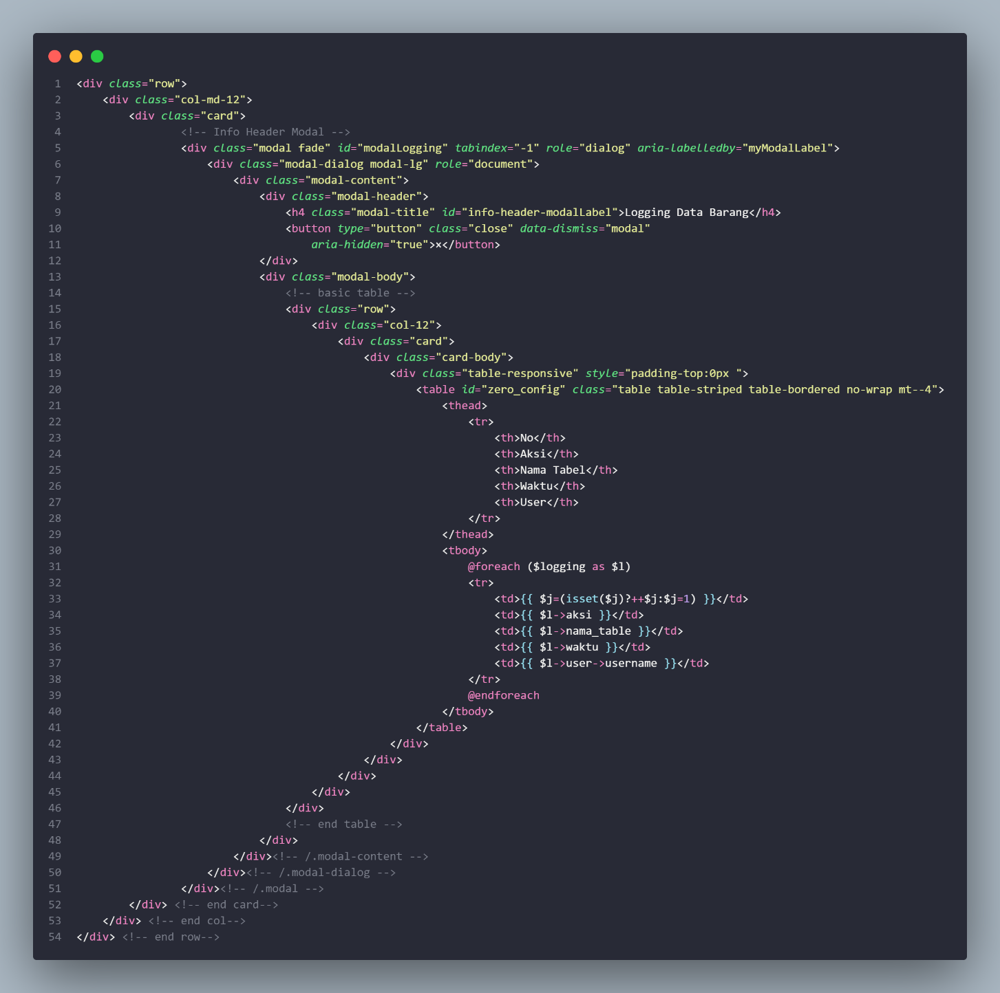 1 <div class="row">
2     <div class="col-md-12">
3         <div class="card">
4                 <!-- Info Header Modal -->
5                 <div class="modal fade" id="modalLogging" tabindex="-1" role="dialog" aria-labelledby="myModalLabel">
6                     <div class="modal-dialog modal-lg" role="document">
7                         <div class="modal-content">
8                             <div class="modal-header">
9                                 <h4 class="modal-title" id="info-header-modalLabel">Logging Data Barang</h4>
10                                 <button type="button" class="close" data-dismiss="modal"
11                                     aria-hidden="true">×</button>
12                             </div>
13                             <div class="modal-body">
14                                 <!-- basic table -->
15                                 <div class="row">
16                                     <div class="col-12">
17                                         <div class="card">
18                                             <div class="card-body">
19                                                 <div class="table-responsive" style="padding-top:0px ">
20                                                     <table id="zero_config" class="table table-striped table-bordered no-wrap mt--4">
21                                                         <thead>
22                                                             <tr>
23                                                                 <th>No</th>
24                                                                 <th>Aksi</th>
25                                                                 <th>Nama Tabel</th>
26                                                                 <th>Waktu</th>
27                                                                 <th>User</th>
28                                                             </tr>
29                                                         </thead>
30                                                         <tbody>
31                                                             @foreach ($logging as $l)
32                                                             <tr>
33                                                                 <td>{{ $j=(isset($j)?++$j:$j=1) }}</td>
34                                                                 <td>{{ $l->aksi }}</td>
35                                                                 <td>{{ $l->nama_table }}</td>
36                                                                 <td>{{ $l->waktu }}</td>
37                                                                 <td>{{ $l->user->username }}</td>
38                                                             </tr>
39                                                             @endforeach
40                                                         </tbody>
41                                                     </table>
42                                                 </div>
43                                             </div>
44                                         </div>
45                                     </div>
46                                 </div>
47                                 <!-- end table -->
48                             </div>
49                         </div><!-- /.modal-content -->
50                     </div><!-- /.modal-dialog -->
51                 </div><!-- /.modal -->
52         </div> <!-- end card-->
53     </div> <!-- end col-->
54 </div> <!-- end row-->